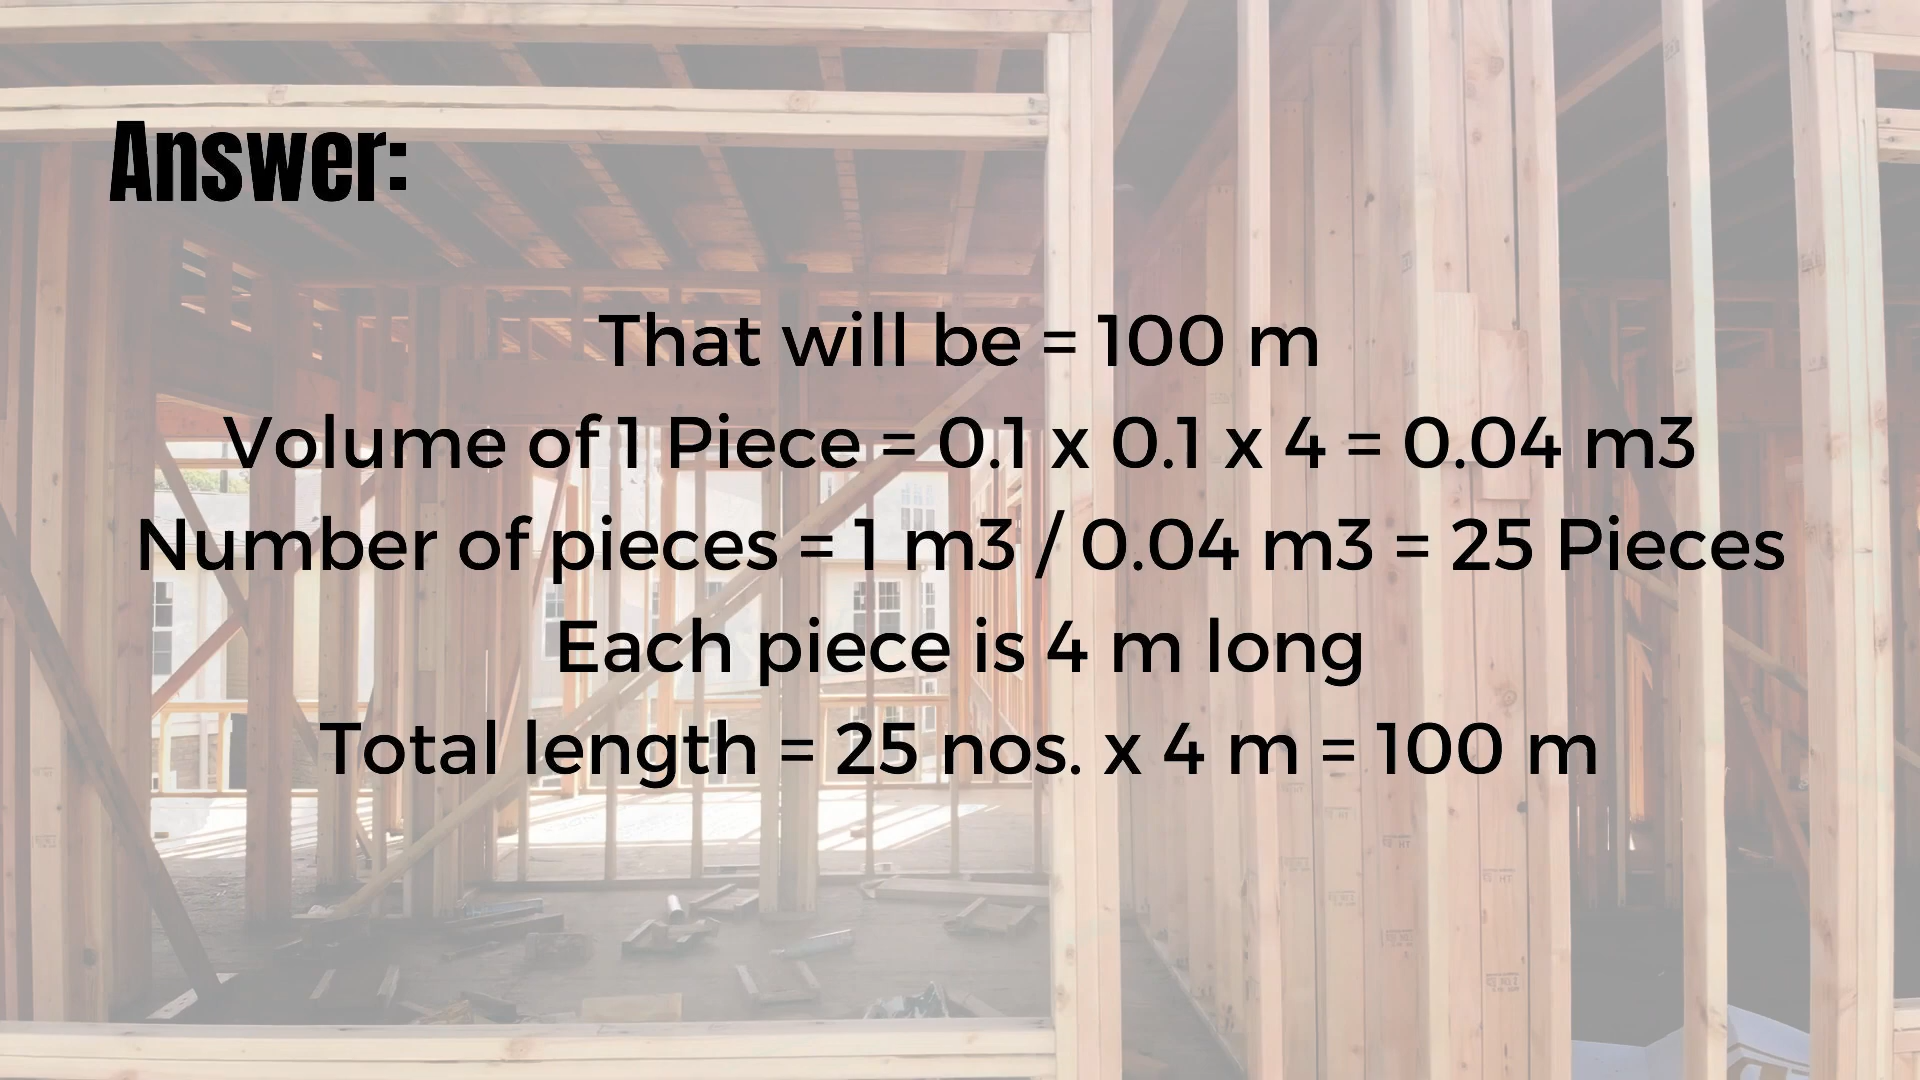 Answer:
That will be = 100 m
Volume of 1 Piece = 0.1 x 0.1 x 4 = 0.04 m3
Number of pieces = 1 m3 / 0.04 m3 = 25 Pieces
Each piece is 4 m long
Total length = 25 nos. x 4 m = 100 m